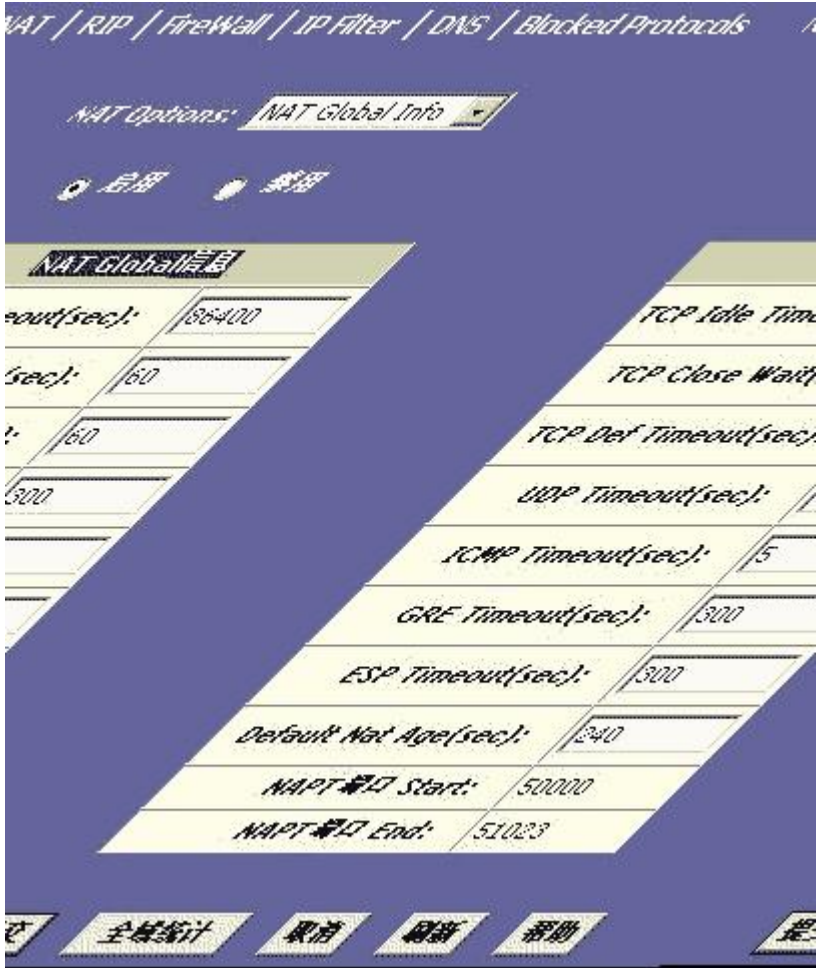 NAT / RIP / FireWall / IP Filter / DNS / Blocked Protocols
NAT Options: NAT Global Info
启用 禁用
NAT Global信息
eout(sec): 86400
(sec): 60
): 60
300
TCP Idle Time
TCP Close Wait(
TCP Def Timeout(sec)
UDP Timeout(sec):
ICMP Timeout(sec): 5
GRE Timeout(sec): 300
ESP Timeout(sec): 300
Default Nat Age(sec): 240
NAPT端口 Start: 50000
NAPT端口 End: 51023
交 全域统计 取消 刷新 帮助 提